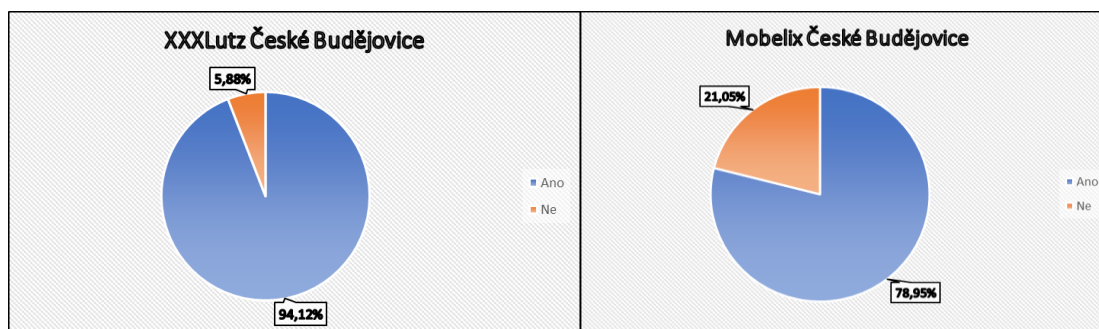 XXXLutz České Budějovice
5,88%
94,12%
Ano
Ne
Mobelix České Budějovice
21,05%
78,95%
Ano
Ne